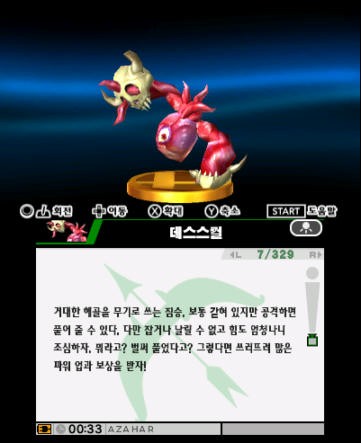 회전 이동 Ⓧ 확대 Ⓨ 축소 START 도움말
데스스컬
◁L 7/329 R▷
거대한 해골을 무기로 쓰는 짐승. 보통 갇혀 있지만 공격하면
풀어 줄 수 있다. 다만 잡거나 날릴 수 없고 힘도 엄청나니
조심하자. 뭐라고? 벌써 풀었다고? 그렇다면 쓰러뜨려 많은
파워 업과 보상을 받자!
00:33 AZAHAR